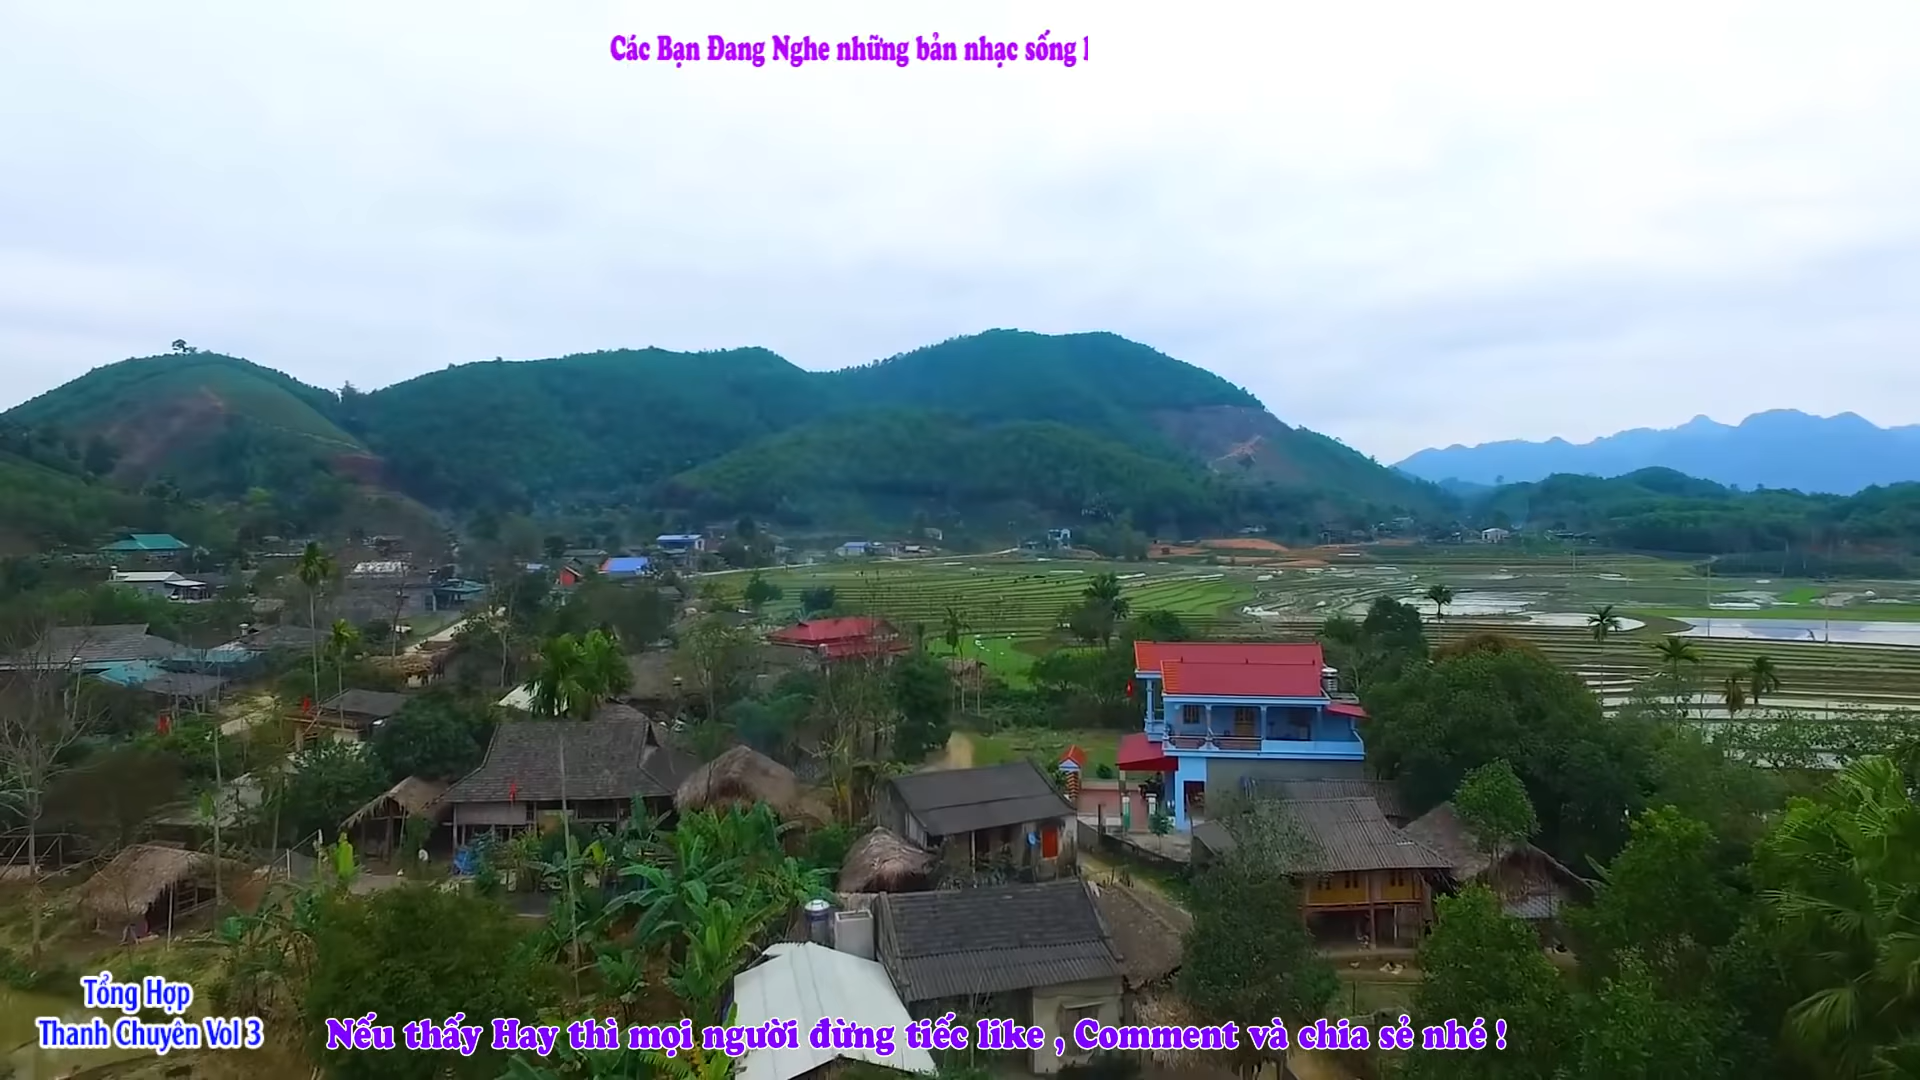 Các Bạn Đang Nghe những bản nhạc sống
Tổng Hợp
Thanh Chuyên Vol 3
Nếu thấy Hay thì mọi người đừng tiếc like , Comment và chia sẻ nhé !